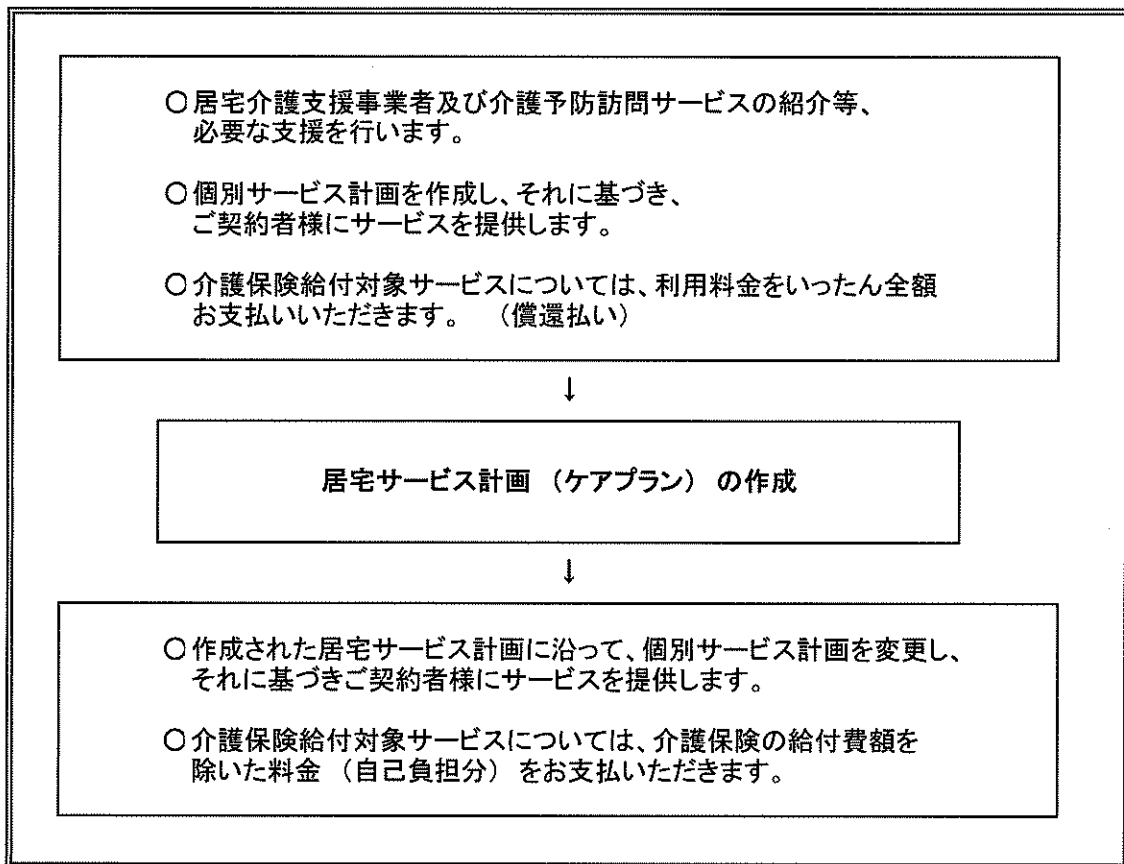 ○居宅介護支援事業者及び介護予防訪問サービスの紹介等、
必要な支援を行います。
○個別サービス計画を作成し、それに基づき、
ご契約者様にサービスを提供します。
○介護保険給付対象サービスについては、利用料金をいったん全額
お支払いいただきます。 （償還払い）
↓
居宅サービス計画 （ケアプラン） の作成
↓
○作成された居宅サービス計画に沿って、個別サービス計画を変更し、
それに基づきご契約者様にサービスを提供します。
○介護保険給付対象サービスについては、介護保険の給付費額を
除いた料金 （自己負担分） をお支払いただきます。